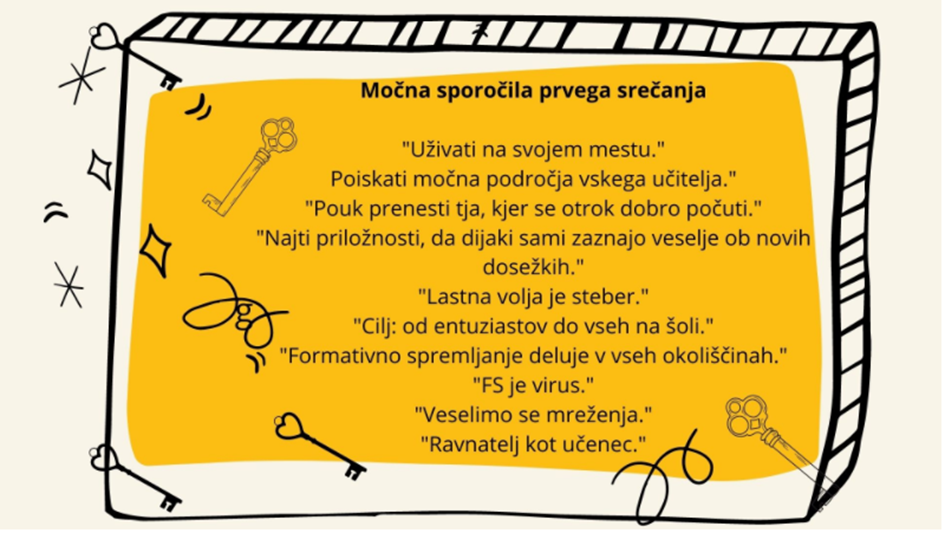 Močna sporočila prvega srečanja
"Uživati na svojem mestu."
Poiskati močna področja vskega učitelja."
"Pouk prenesti tja, kjer se otrok dobro počuti."
"Najti priložnosti, da dijaki sami zaznajo veselje ob novih
dosežkih."
"Lastna volja je steber."
"Cilj: od entuziastov do vseh na šoli."
"Formativno spremljanje deluje v vseh okoliščinah."
"FS je virus."
"Veselimo se mreženja."
"Ravnatelj kot učenec."